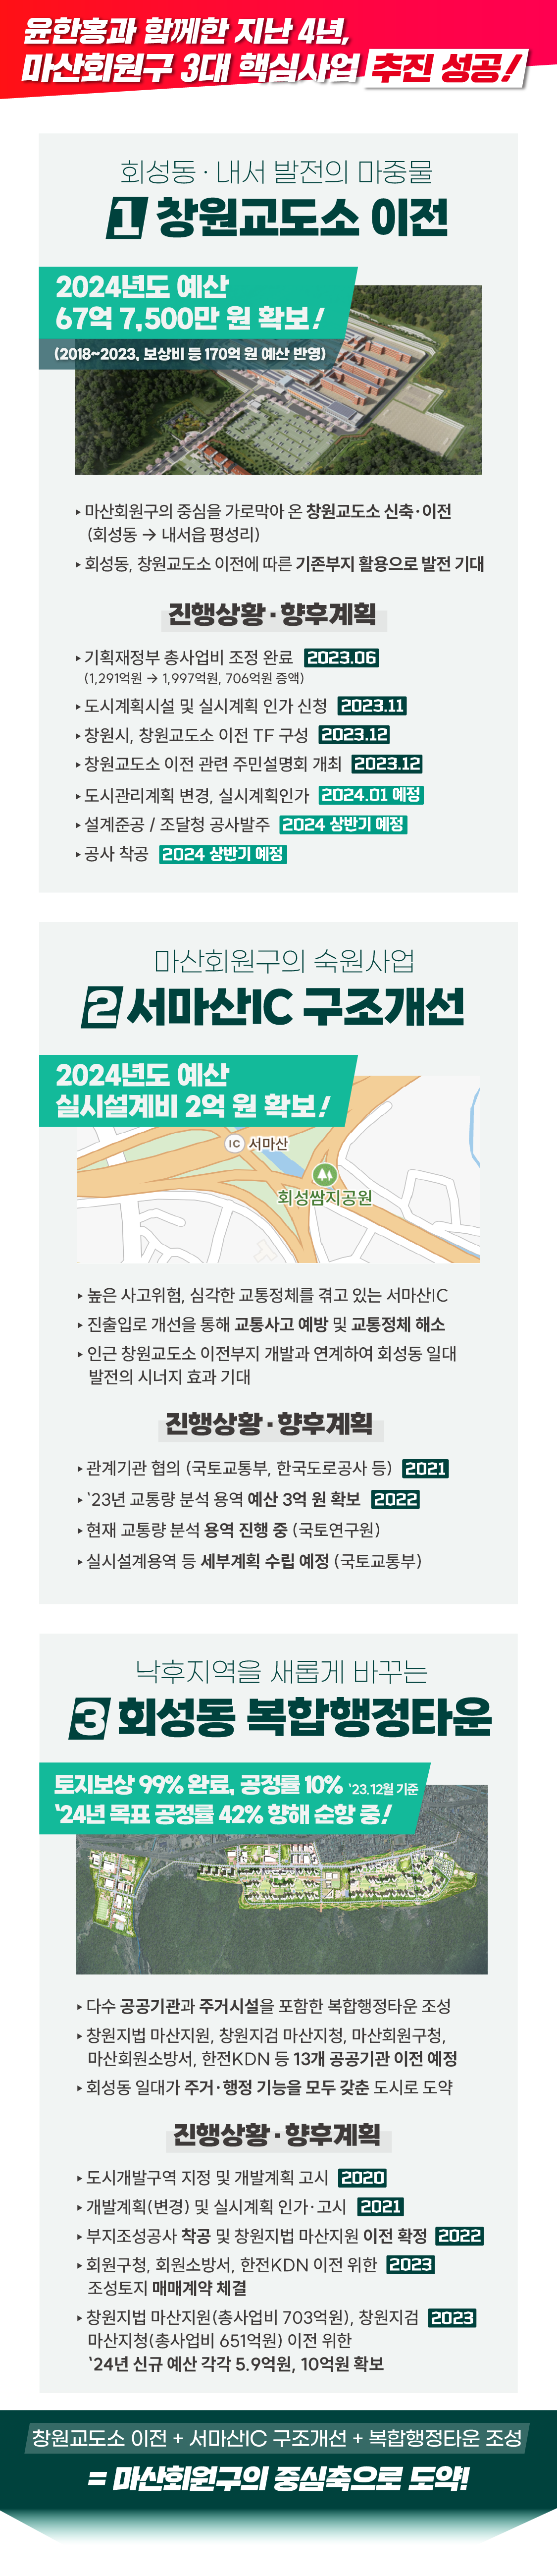 윤한홍과 함께한 지난 4년,
마산회원구 3대 핵심사업 추진 성공!
회성동·내서 발전의 마중물
1 창원교도소 이전
2024년도 예산
67억 7,500만 원 확보!
(2018~2023, 보상비 등 170억 원 예산 반영)
▸마산회원구의 중심을 가로막아 온 창원교도소 신축·이전
(회성동 → 내서읍 평성리)
▸회성동, 창원교도소 이전에 따른 기존부지 활용으로 발전 기대
진행상황·향후계획
▸기획재정부 총사업비 조정 완료 2023.06
(1,291억원 → 1,997억원, 706억원 증액)
▸도시계획시설 및 실시계획 인가 신청 2023.11
▸창원시, 창원교도소 이전 TF 구성 2023.12
▸창원교도소 이전 관련 주민설명회 개최 2023.12
▸도시관리계획 변경, 실시계획인가 2024.01 예정
▸설계준공 / 조달청 공사발주 2024 상반기 예정
▸공사 착공 2024 상반기 예정
마산회원구의 숙원사업
2 서마산IC 구조개선
2024년도 예산
실시설계비 2억 원 확보!
IC 서마산
회성쌈지공원
▸높은 사고위험, 심각한 교통정체를 겪고 있는 서마산IC
▸진출입로 개선을 통해 교통사고 예방 및 교통정체 해소
▸인근 창원교도소 이전부지 개발과 연계하여 회성동 일대
발전의 시너지 효과 기대
진행상황·향후계획
▸관계기관 협의 (국토교통부, 한국도로공사 등) 2021
▸‘23년 교통량 분석 용역 예산 3억 원 확보 2022
▸현재 교통량 분석 용역 진행 중 (국토연구원)
▸실시설계용역 등 세부계획 수립 예정 (국토교통부)
낙후지역을 새롭게 바꾸는
3 회성동 복합행정타운
토지보상 99% 완료, 공정률 10% ‘23.12월 기준
‘24년 목표 공정률 42% 향해 순항 중!
▸다수 공공기관과 주거시설을 포함한 복합행정타운 조성
▸창원지법 마산지원, 창원지검 마산지청, 마산회원구청,
마산회원소방서, 한전KDN 등 13개 공공기관 이전 예정
▸회성동 일대가 주거·행정 기능을 모두 갖춘 도시로 도약
진행상황·향후계획
▸도시개발구역 지정 및 개발계획 고시 2020
▸개발계획(변경) 및 실시계획 인가·고시 2021
▸부지조성공사 착공 및 창원지법 마산지원 이전 확정 2022
▸회원구청, 회원소방서, 한전KDN 이전 위한 2023
조성토지 매매계약 체결
▸창원지법 마산지원(총사업비 703억원), 창원지검 2023
마산지청(총사업비 651억원) 이전 위한
‘24년 신규 예산 각각 5.9억원, 10억원 확보
창원교도소 이전 + 서마산IC 구조개선 + 복합행정타운 조성
= 마산회원구의 중심축으로 도약!